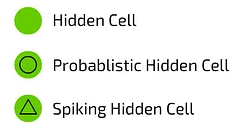 Hidden Cell
Probablistic Hidden Cell
Spiking Hidden Cell